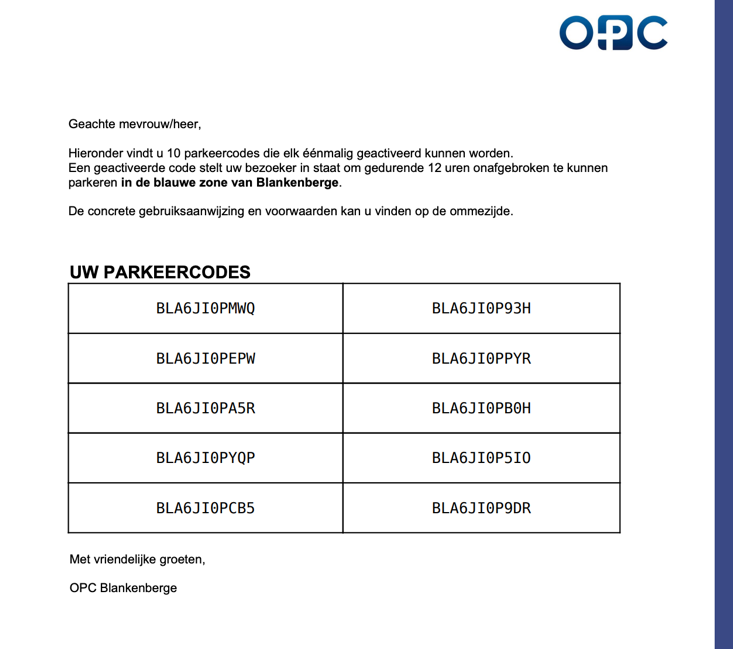 OPC
Geachte mevrouw/heer,
Hieronder vindt u 10 parkeercodes die elk éénmalig geactiveerd kunnen worden.
Een geactiveerde code stelt uw bezoeker in staat om gedurende 12 uren onafgebroken te kunnen
parkeren in de blauwe zone van Blankenberge.
De concrete gebruiksaanwijzing en voorwaarden kan u vinden op de ommezijde.
UW PARKEERCODES
BLA6JI0PMWQ BLA6JI0P93H
BLA6JI0PEPW BLA6JI0PPYR
BLA6JI0PA5R BLA6JI0PB0H
BLA6JI0PYQP BLA6JI0P5IO
BLA6JI0PCB5 BLA6JI0P9DR
Met vriendelijke groeten,
OPC Blankenberge